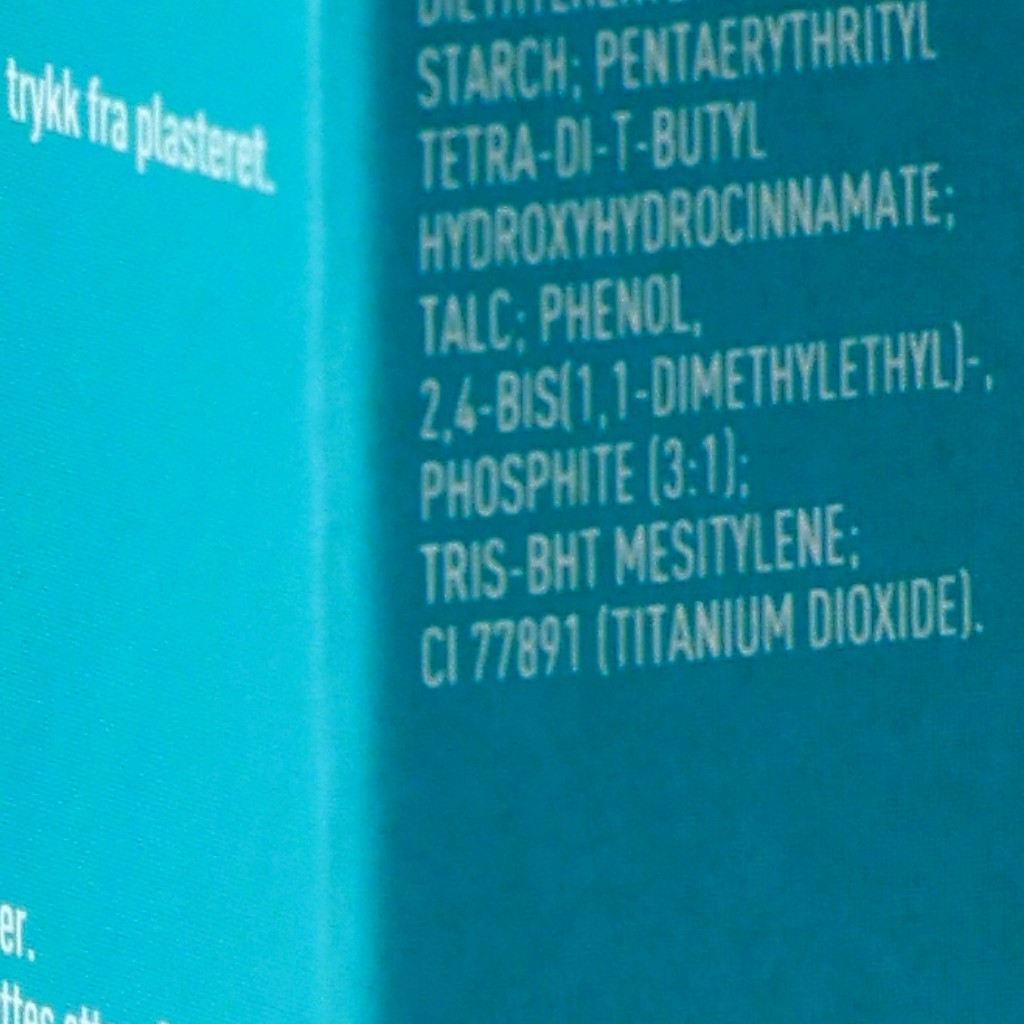 trykk fra plasteret.
er.
STARCH; PENTAERYTHRITYL
TETRA-DI-T-BUTYL
HYDROXYHYDROCINNAMATE;
TALC; PHENOL,
2,4-BIS(1,1-DIMETHYLETHYL)-,
PHOSPHITE (3:1);
TRIS-BHT MESITYLENE;
CI 77891 (TITANIUM DIOXIDE).